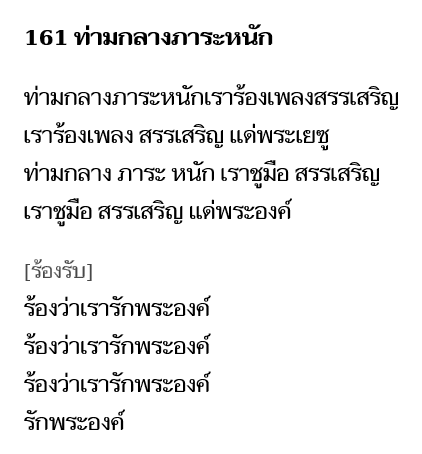 161 ท่ามกลางภาระหนัก
ท่ามกลางภาระหนักเราร้องเพลงสรรเสริญ
เราร้องเพลง สรรเสริญ แด่พระเยซู
ท่ามกลาง ภาระ หนัก เราชูมือ สรรเสริญ
เราชูมือ สรรเสริญ แด่พระองค์
[ร้องรับ]
ร้องว่าเรารักพระองค์
ร้องว่าเรารักพระองค์
ร้องว่าเรารักพระองค์
รักพระองค์